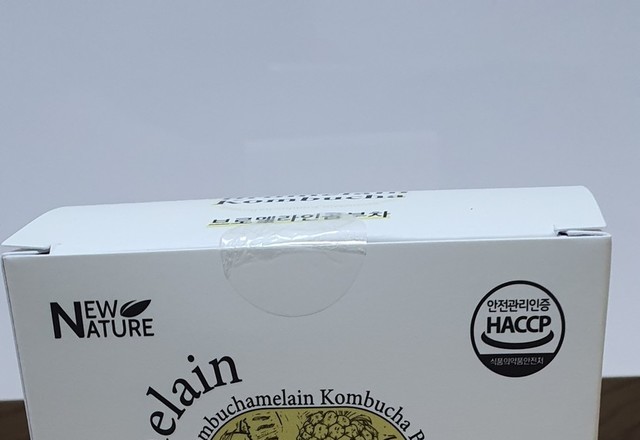 Kombucha
브로멜라인콤부차
NEW
NATURE
안전관리인증
HACCP
식품의약품안전처
elain
mbuchamelain Kombucha